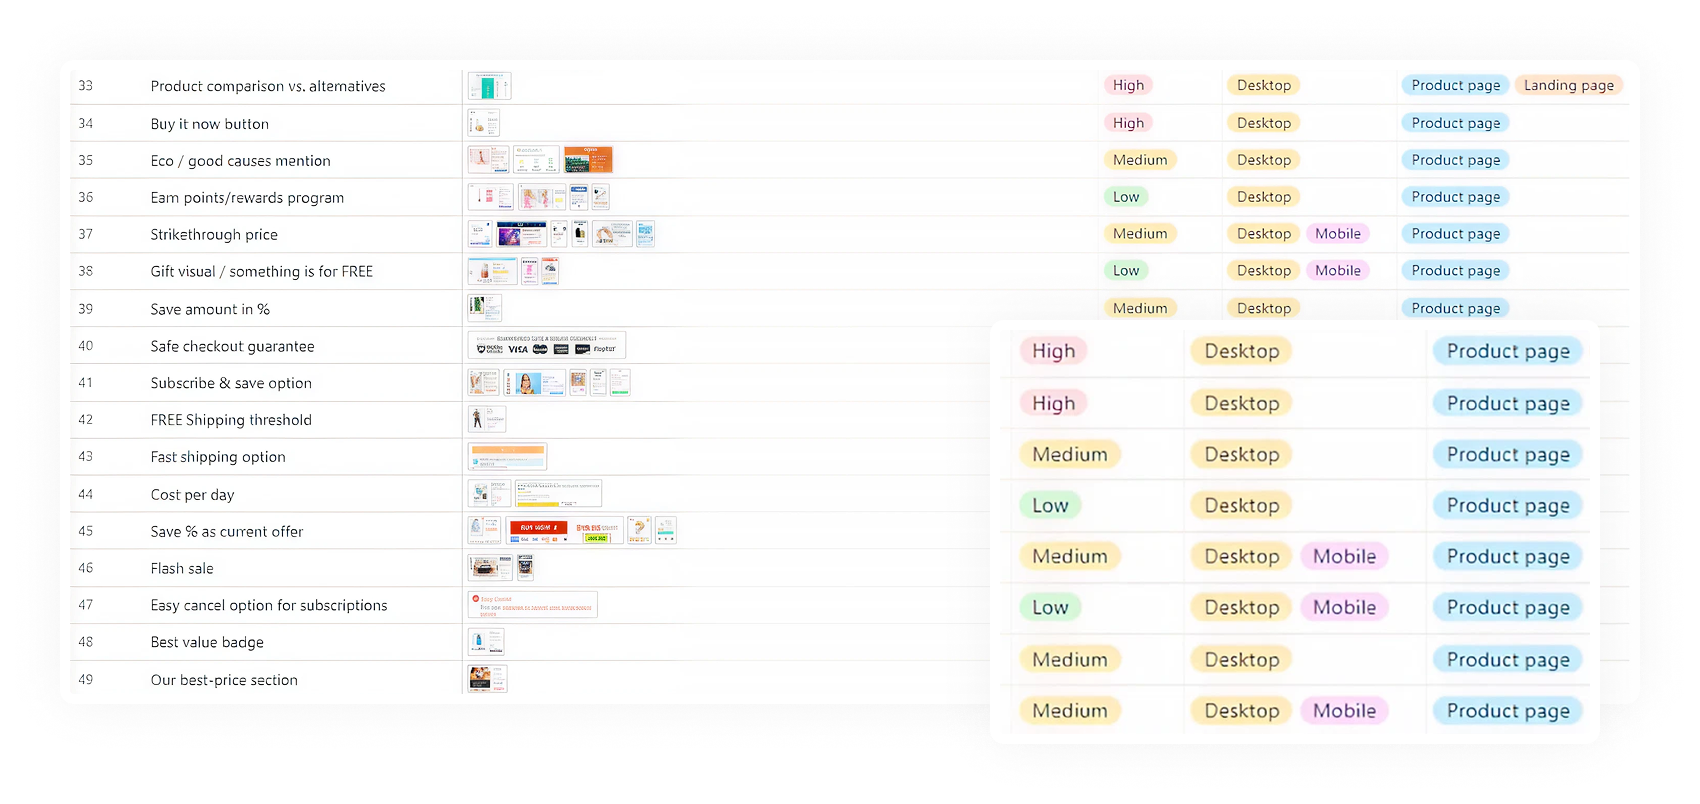 33 Product comparison vs. alternatives High Desktop Product page Landing page
34 Buy it now button High Desktop Product page
35 Eco / good causes mention Medium Desktop Product page
36 Earn points/rewards program Low Desktop Product page
37 Strikethrough price Medium Desktop Mobile Product page
38 Gift visual / something is for FREE Low Desktop Mobile Product page
39 Save amount in % Medium Desktop Product page
40 Safe checkout guarantee
VISA
41 Subscribe & save option
42 FREE Shipping threshold
43 Fast shipping option
44 Cost per day
45 Save % as current offer
46 Flash sale
47 Easy cancel option for subscriptions
48 Best value badge
49 Our best-price section
High Desktop Product page
High Desktop Product page
Medium Desktop Product page
Low Desktop Product page
Medium Desktop Mobile Product page
Low Desktop Mobile Product page
Medium Desktop Product page
Medium Desktop Mobile Product page